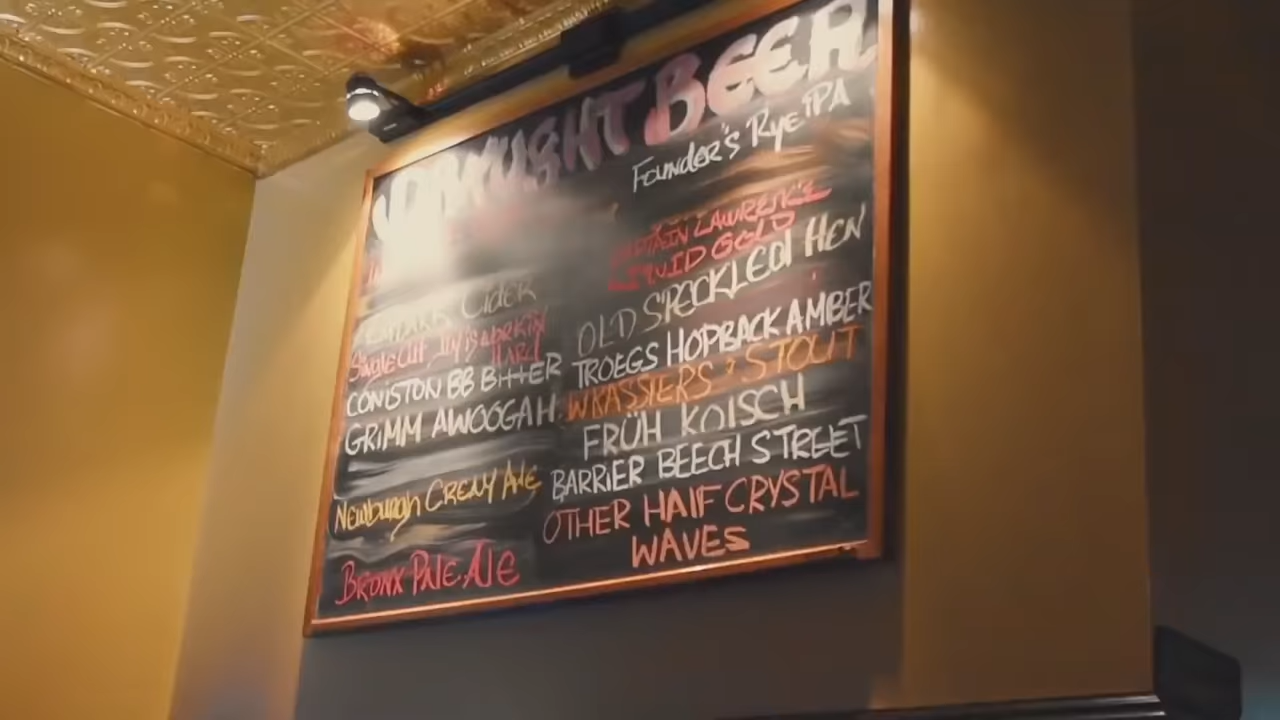 DRAUGHT BEER
CIDER
CONISTON BB BITTER
GRIMM AWOOGAH
NEWBURGH CREAM ALE
BRONX PALE ALE
FOUNDER'S RYE IPA
CAPTAIN LAWRENCE
LIQUID GOLD
OLD SPECKLED HEN
TROEGS HOPBACK AMBER
WRASSLERS STOUT
FRÜH KOLSCH
BARRIER BEECH STREET
OTHER HALF CRYSTAL
WAVES